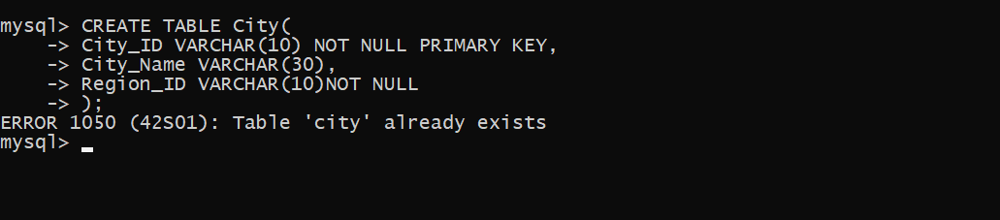 mysql> CREATE TABLE City(
    -> City_ID VARCHAR(10) NOT NULL PRIMARY KEY,
    -> City_Name VARCHAR(30),
    -> Region_ID VARCHAR(10)NOT NULL
    -> );
ERROR 1050 (42S01): Table 'city' already exists
mysql>